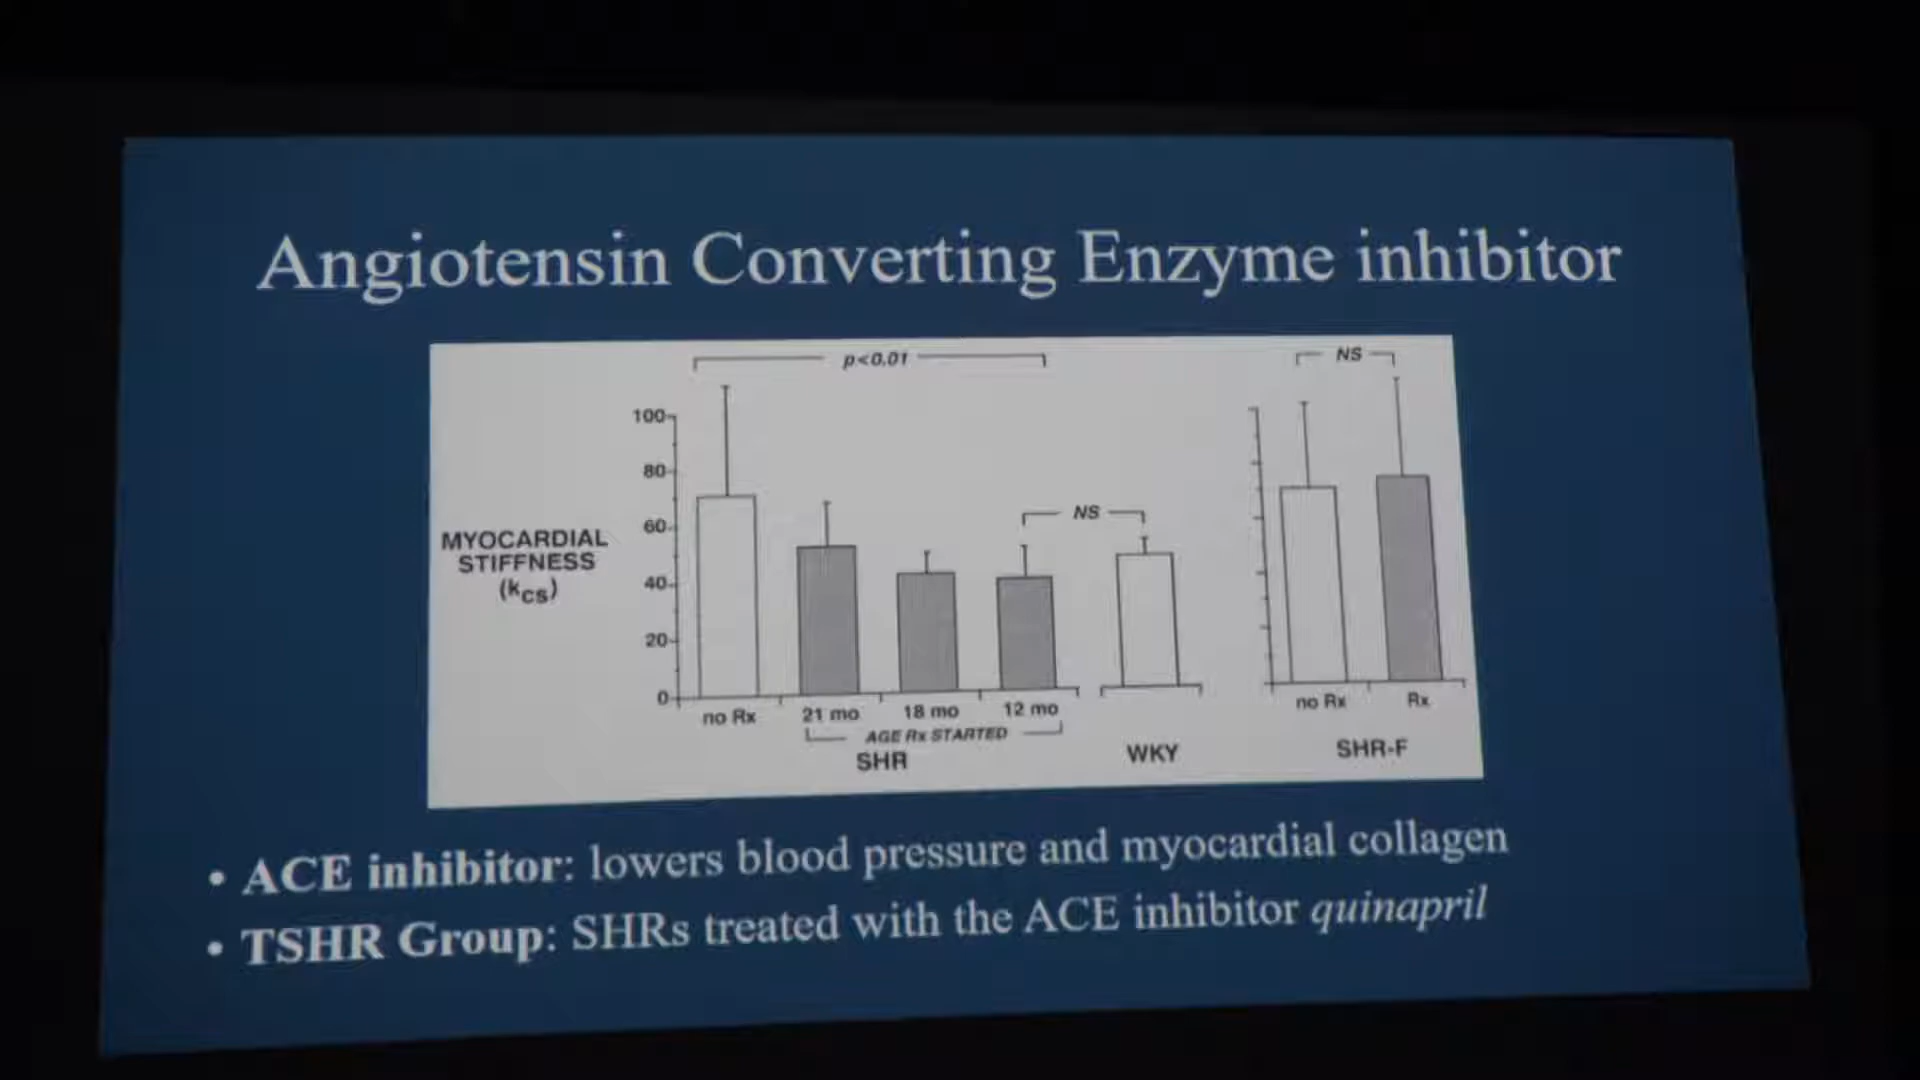 Angiotensin Converting Enzyme inhibitor
p<0.01
NS
100
80
60
40
20
0
NS
MYOCARDIAL
STIFFNESS
(kcs)
no Rx
21 mo
18 mo
12 mo
no Rx
Rx
AGE Rx STARTED
SHR
WKY
SHR-F
• ACE inhibitor: lowers blood pressure and myocardial collagen
• TSHR Group: SHRs treated with the ACE inhibitor quinapril